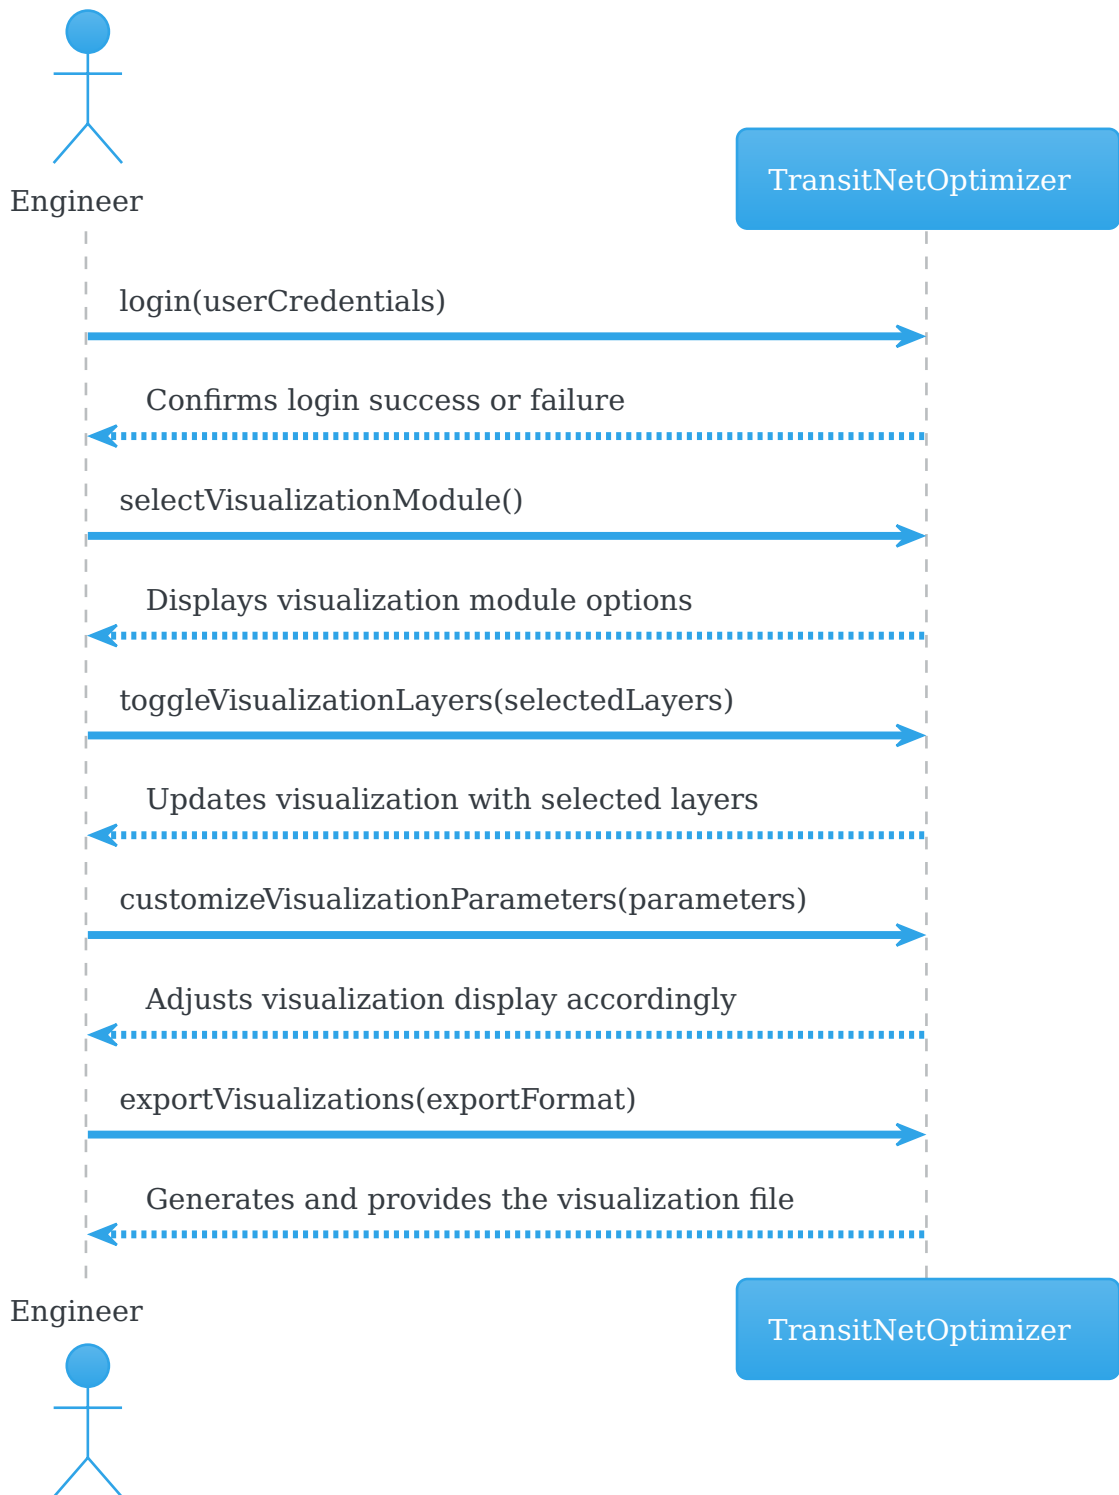 Engineer
TransitNetOptimizer
login(userCredentials)
Confirms login success or failure
selectVisualizationModule()
Displays visualization module options
toggleVisualizationLayers(selectedLayers)
Updates visualization with selected layers
customizeVisualizationParameters(parameters)
Adjusts visualization display accordingly
exportVisualizations(exportFormat)
Generates and provides the visualization file
Engineer
TransitNetOptimizer